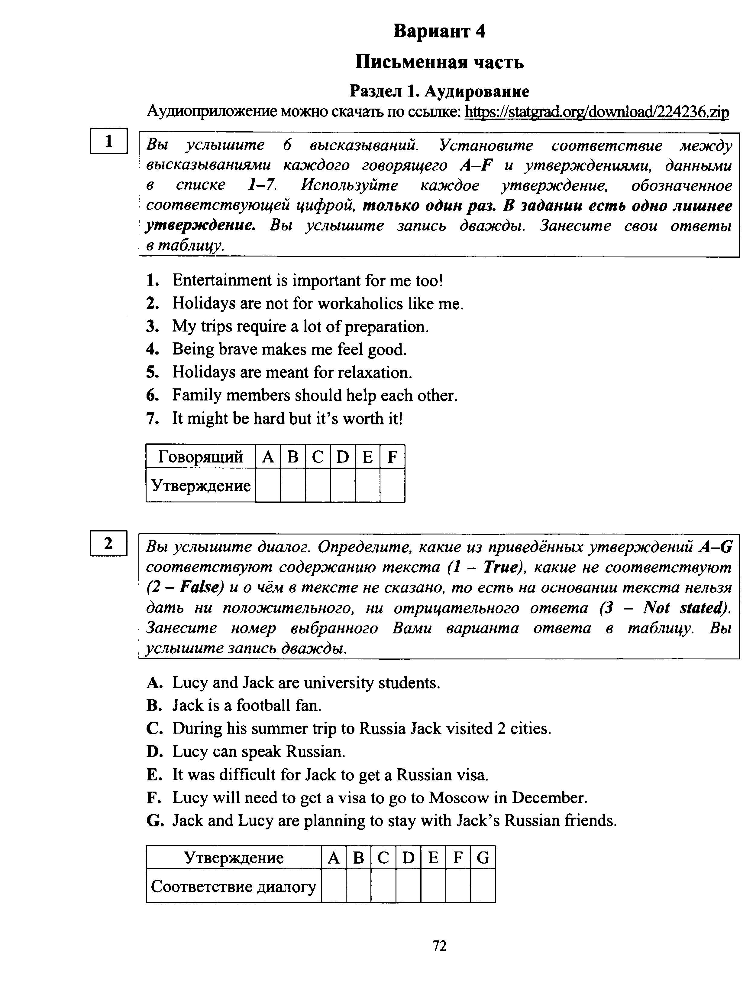 Вариант 4
Письменная часть
Раздел 1. Аудирование
Аудиоприложение можно скачать по ссылке: https://statgrad.org/download/224236.zip
1
Вы услышите 6 высказываний. Установите соответствие между
высказываниями каждого говорящего A–F и утверждениями, данными
в списке 1–7. Используйте каждое утверждение, обозначенное
соответствующей цифрой, только один раз. В задании есть одно лишнее
утверждение. Вы услышите запись дважды. Занесите свои ответы
в таблицу.
1. Entertainment is important for me too!
2. Holidays are not for workaholics like me.
3. My trips require a lot of preparation.
4. Being brave makes me feel good.
5. Holidays are meant for relaxation.
6. Family members should help each other.
7. It might be hard but it's worth it!
Говорящий A B C D E F
Утверждение
2
Вы услышите диалог. Определите, какие из приведённых утверждений A–G
соответствуют содержанию текста (1 – True), какие не соответствуют
(2 – False) и о чём в тексте не сказано, то есть на основании текста нельзя
дать ни положительного, ни отрицательного ответа (3 – Not stated).
Занесите номер выбранного Вами варианта ответа в таблицу. Вы
услышите запись дважды.
A. Lucy and Jack are university students.
B. Jack is a football fan.
C. During his summer trip to Russia Jack visited 2 cities.
D. Lucy can speak Russian.
E. It was difficult for Jack to get a Russian visa.
F. Lucy will need to get a visa to go to Moscow in December.
G. Jack and Lucy are planning to stay with Jack's Russian friends.
Утверждение A B C D E F G
Соответствие диалогу
72